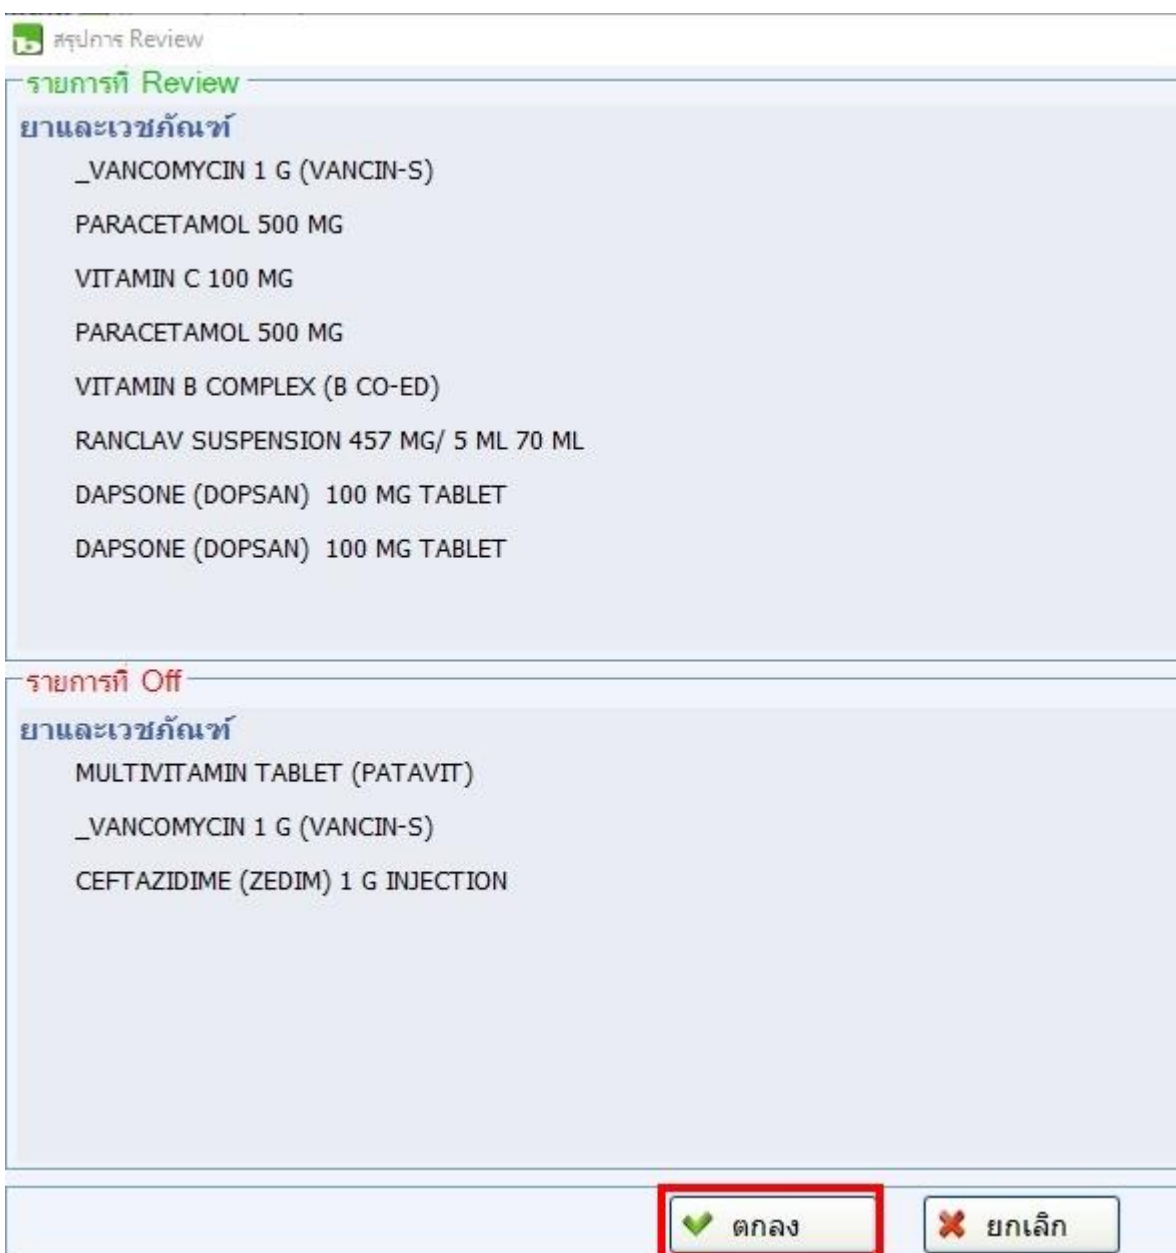 สรุปการ Review
รายการที่ Review
ยาและเวชภัณฑ์
_VANCOMYCIN 1 G (VANCIN-S)
PARACETAMOL 500 MG
VITAMIN C 100 MG
PARACETAMOL 500 MG
VITAMIN B COMPLEX (B CO-ED)
RANCLAV SUSPENSION 457 MG/ 5 ML 70 ML
DAPSONE (DOPSAN)  100 MG TABLET
DAPSONE (DOPSAN)  100 MG TABLET
รายการที่ Off
ยาและเวชภัณฑ์
MULTIVITAMIN TABLET (PATAVIT)
_VANCOMYCIN 1 G (VANCIN-S)
CEFTAZIDIME (ZEDIM) 1 G INJECTION
ตกลง
ยกเลิก